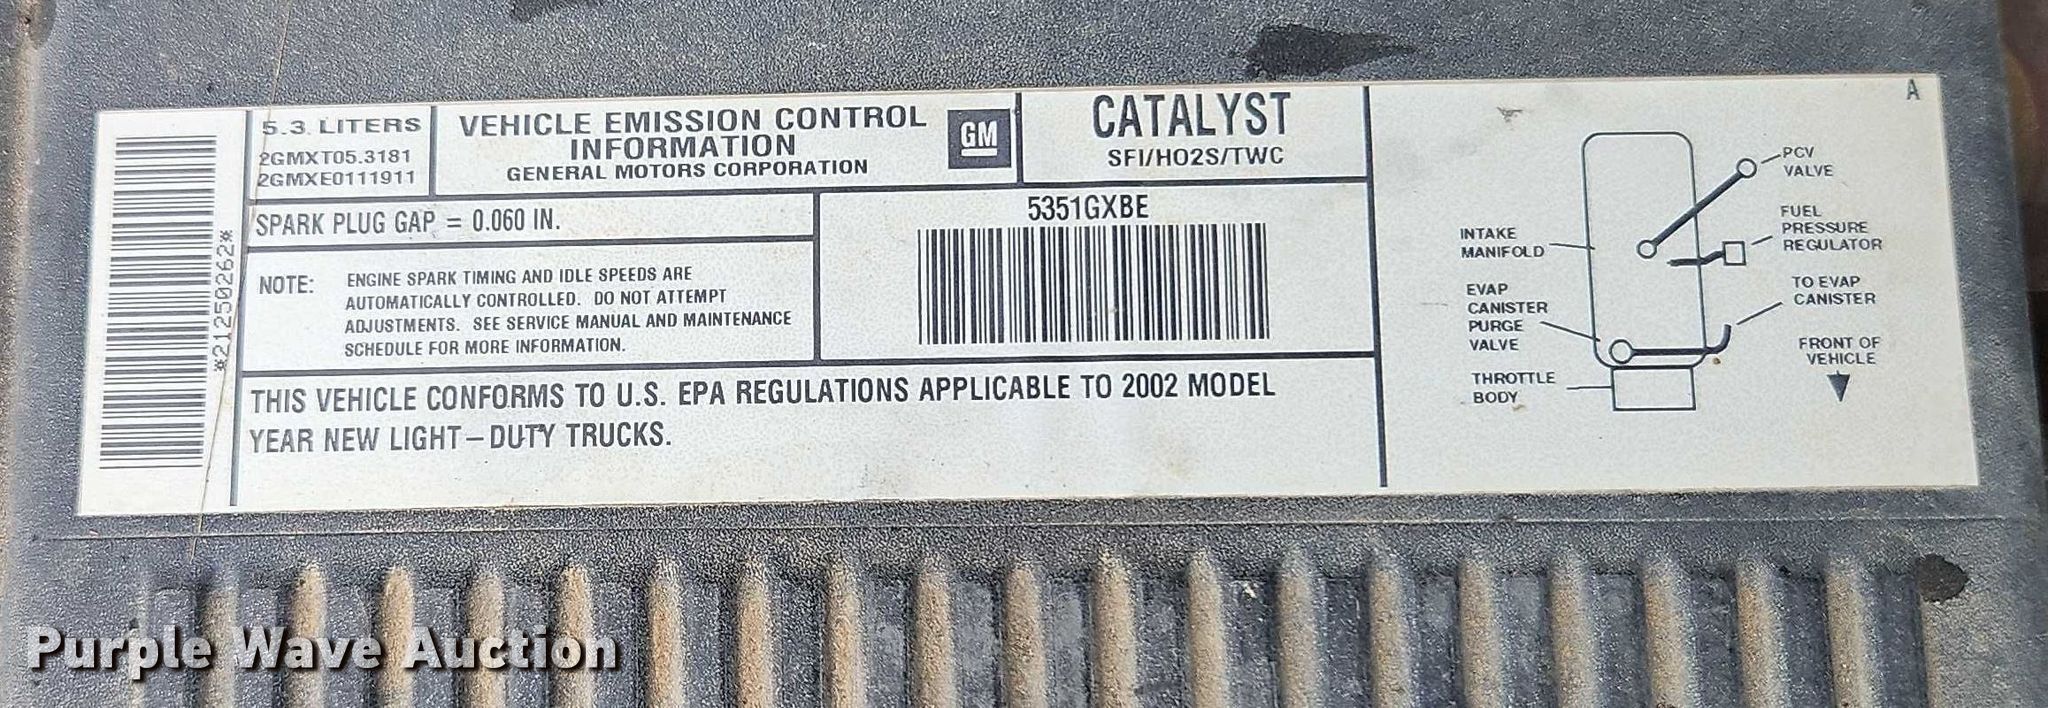 5.3 LITERS
2GMXT05.3181
2GMXE0111911
VEHICLE EMISSION CONTROL
INFORMATION
GENERAL MOTORS CORPORATION
GM
CATALYST
SFI/HO2S/TWC
A
SPARK PLUG GAP = 0.060 IN.
NOTE: ENGINE SPARK TIMING AND IDLE SPEEDS ARE
AUTOMATICALLY CONTROLLED. DO NOT ATTEMPT
ADJUSTMENTS. SEE SERVICE MANUAL AND MAINTENANCE
SCHEDULE FOR MORE INFORMATION.
5351GXBE
*21250262*
THIS VEHICLE CONFORMS TO U.S. EPA REGULATIONS APPLICABLE TO 2002 MODEL
YEAR NEW LIGHT-DUTY TRUCKS.
PCV
VALVE
FUEL
PRESSURE
REGULATOR
INTAKE
MANIFOLD
TO EVAP
CANISTER
EVAP
CANISTER
PURGE
VALVE
FRONT OF
VEHICLE
THROTTLE
BODY
Purple Wave Auction